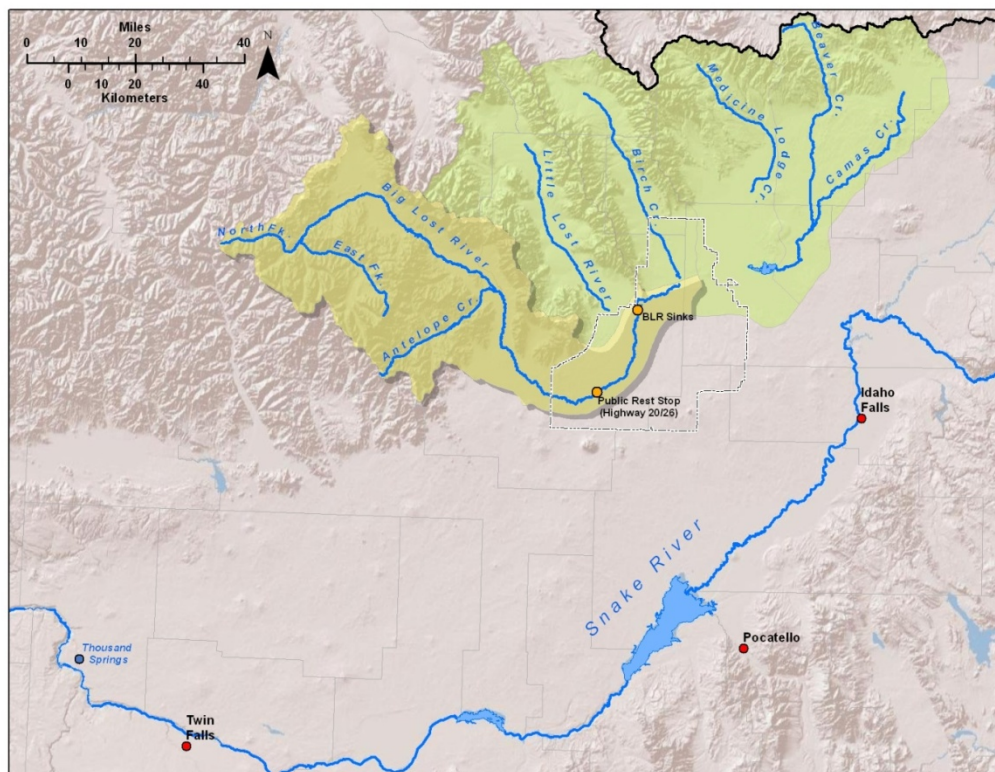 Miles
0 10 20 40
0 10 20 40
Kilometers
N
Beaver Cr.
Medicine Lodge Cr.
Camas Cr.
Birch Cr.
Little Lost River
Big Lost River
North Fk.
East Fk.
Antelope Cr.
BLR Sinks
Public Rest Stop
(Highway 20/26)
Idaho
Falls
Snake River
Pocatello
Thousand
Springs
Twin
Falls